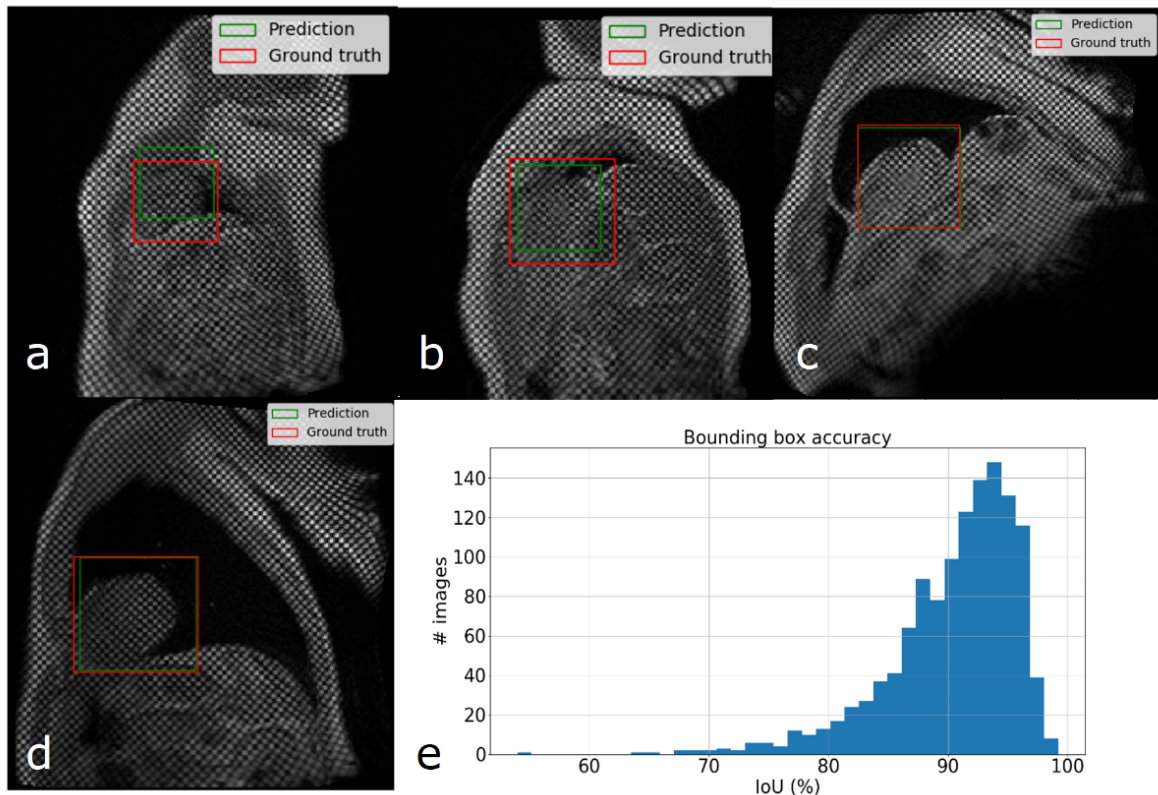 Prediction
Ground truth
a
Prediction
Ground truth
b
Prediction
Ground truth
c
Prediction
Ground truth
d
Bounding box accuracy
140
120
100
80
60
40
20
0
# images
60
70
80
90
100
IoU (%)
e